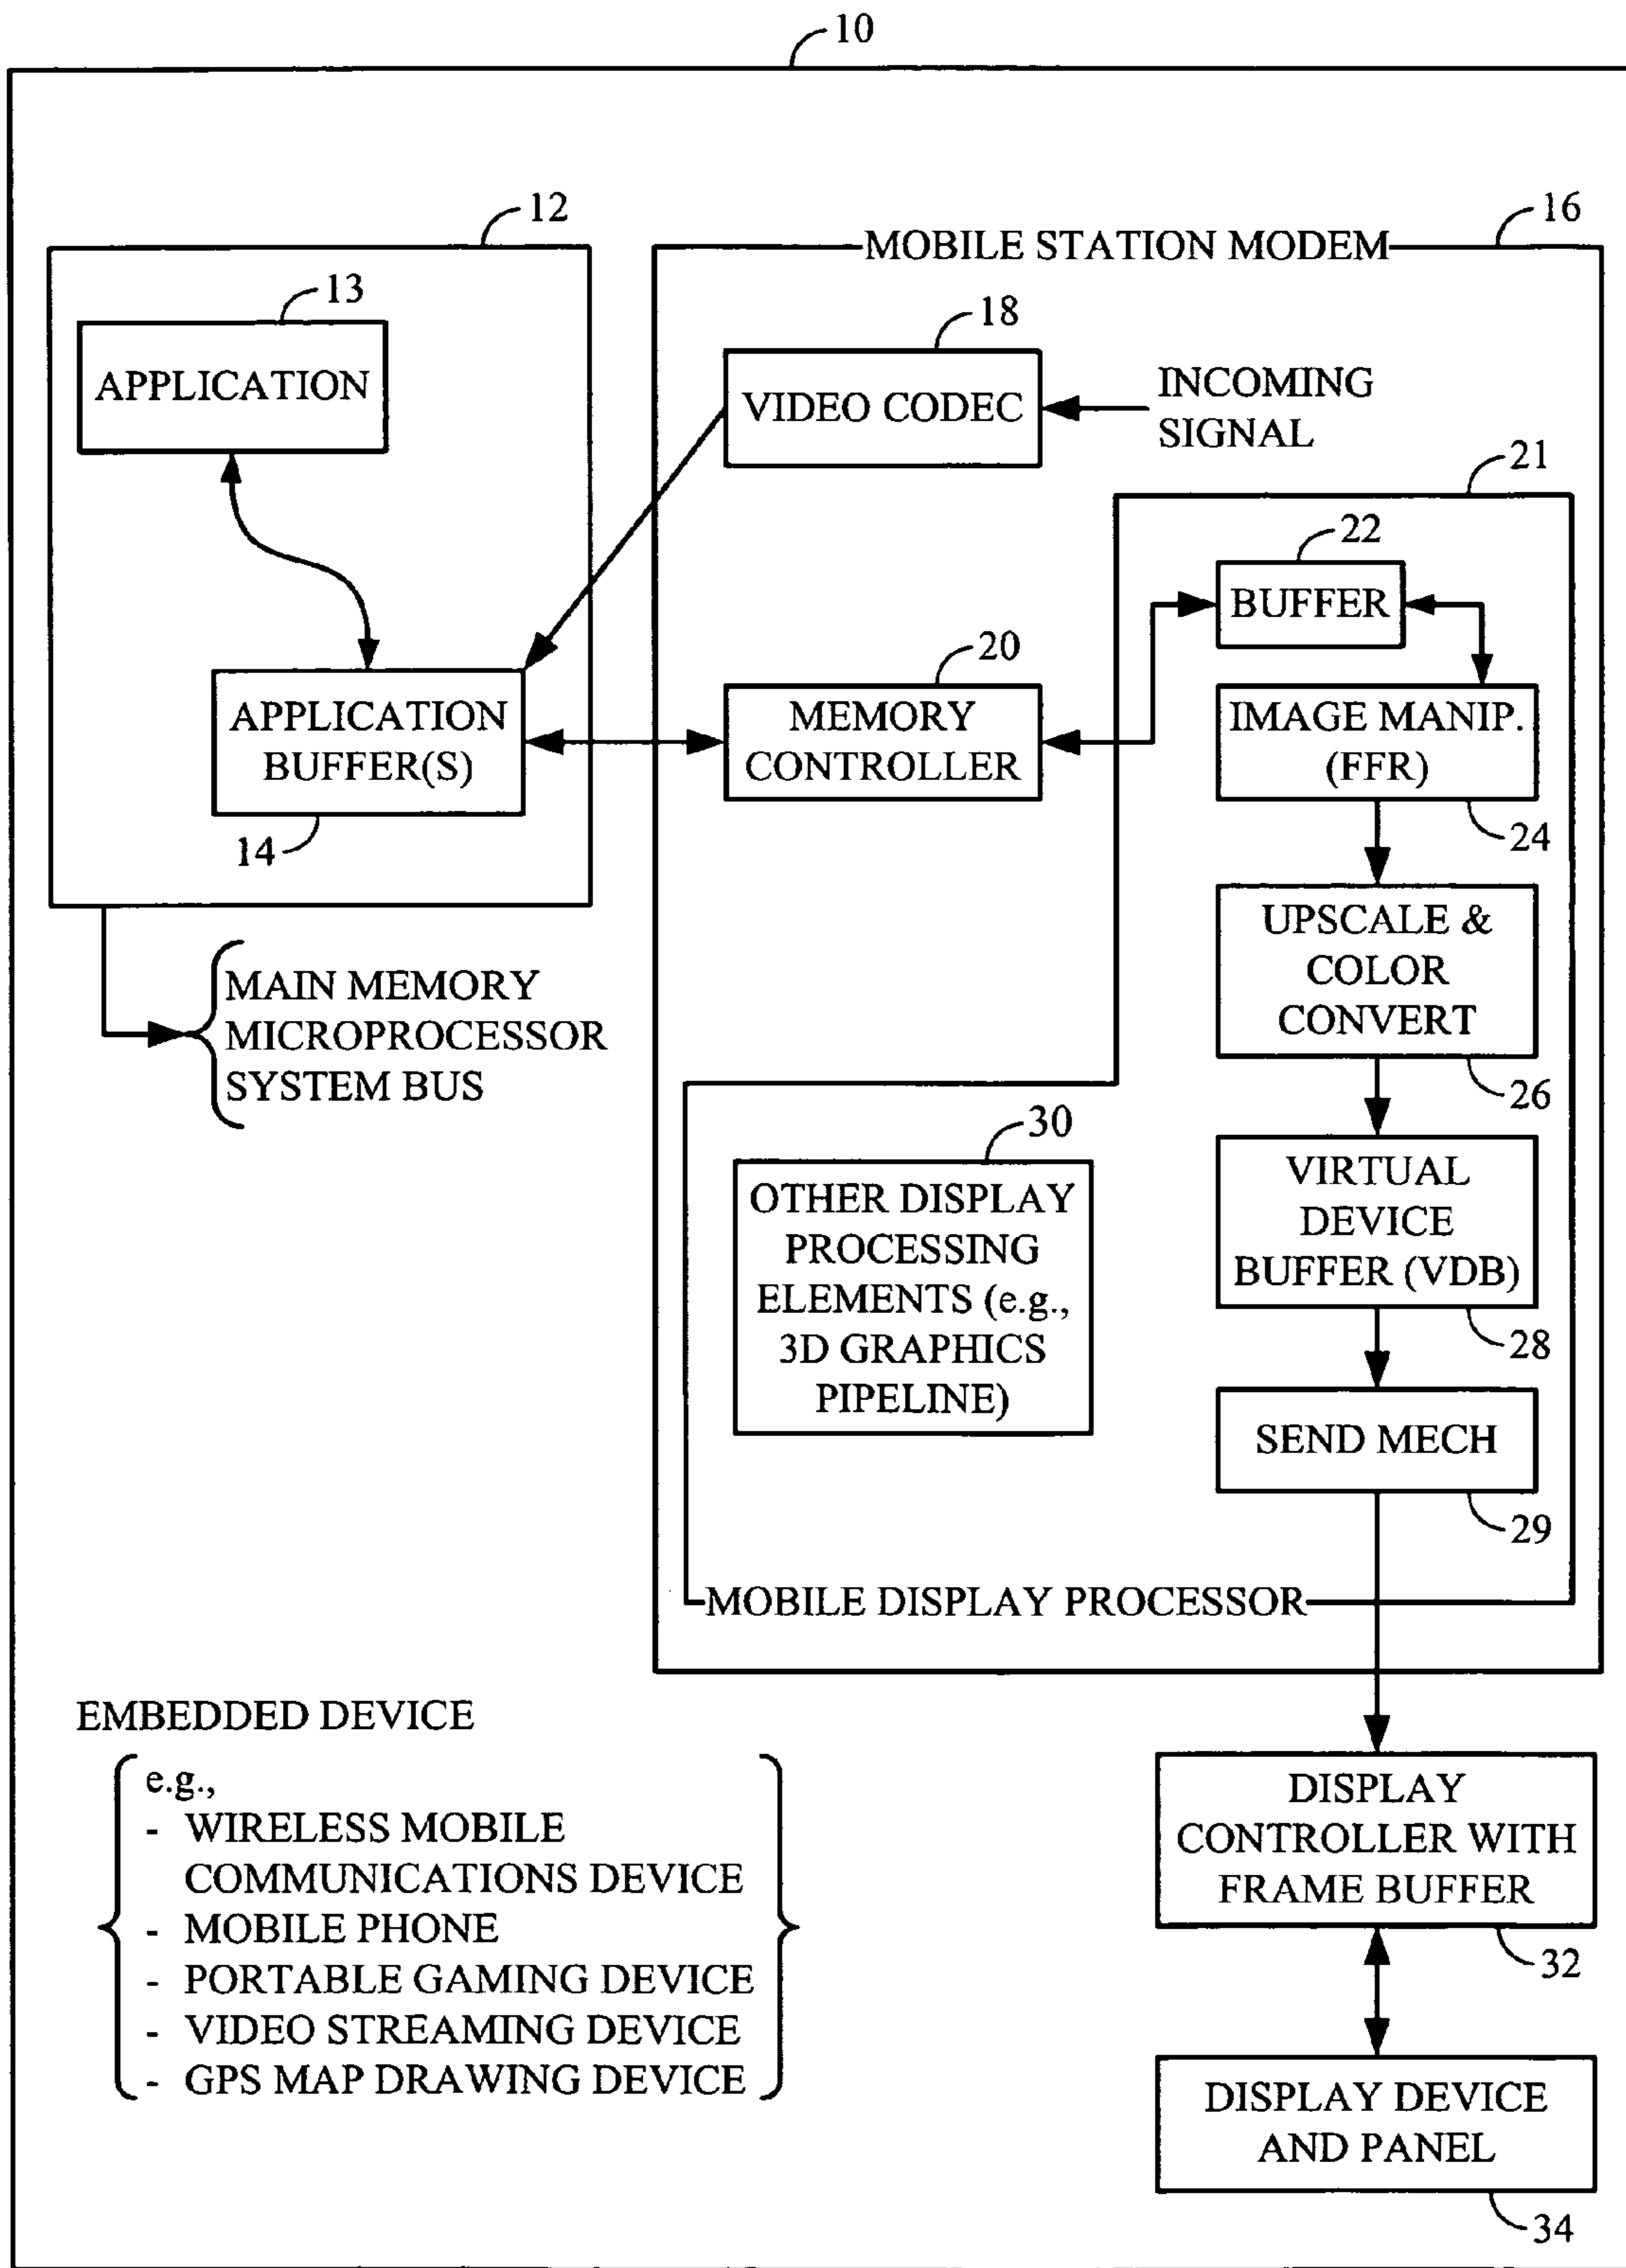 10
12
16
MOBILE STATION MODEM
13
18
APPLICATION
VIDEO CODEC
INCOMING
SIGNAL
21
22
BUFFER
20
APPLICATION
BUFFER(S)
14
MEMORY
CONTROLLER
IMAGE MANIP.
(FFR)
24
UPSCALE &
COLOR
CONVERT
26
MAIN MEMORY
MICROPROCESSOR
SYSTEM BUS
30
OTHER DISPLAY
PROCESSING
ELEMENTS (e.g.,
3D GRAPHICS
PIPELINE)
VIRTUAL
DEVICE
BUFFER (VDB)
28
SEND MECH
29
MOBILE DISPLAY PROCESSOR
EMBEDDED DEVICE
e.g.,
- WIRELESS MOBILE
COMMUNICATIONS DEVICE
- MOBILE PHONE
- PORTABLE GAMING DEVICE
- VIDEO STREAMING DEVICE
- GPS MAP DRAWING DEVICE
DISPLAY
CONTROLLER WITH
FRAME BUFFER
32
DISPLAY DEVICE
AND PANEL
34